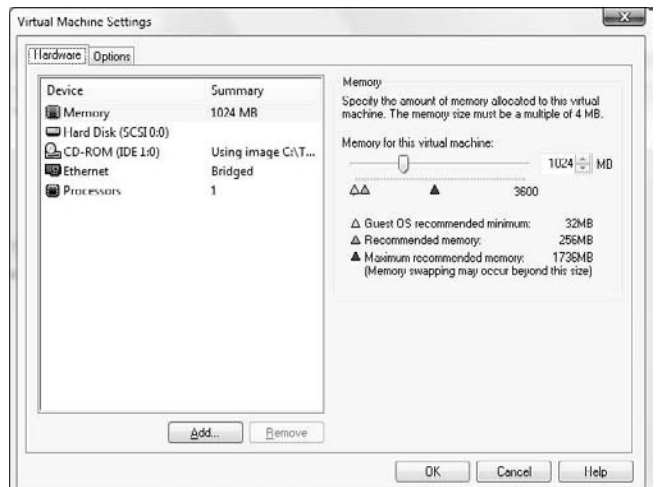 Virtual Machine Settings
Hardware Options
Device Summary
Memory 1024 MB
Hard Disk (SCSI 0:0)
CD-ROM (IDE 1:0) Using image C:\T...
Ethernet Bridged
Processors 1
Add... Remove
Memory
Specify the amount of memory allocated to this virtual
machine. The memory size must be a multiple of 4 MB.
Memory for this virtual machine:
1024 MB
3600
Guest OS recommended minimum: 32MB
Recommended memory: 256MB
Maximum recommended memory: 1736MB
(Memory swapping may occur beyond this size)
OK Cancel Help